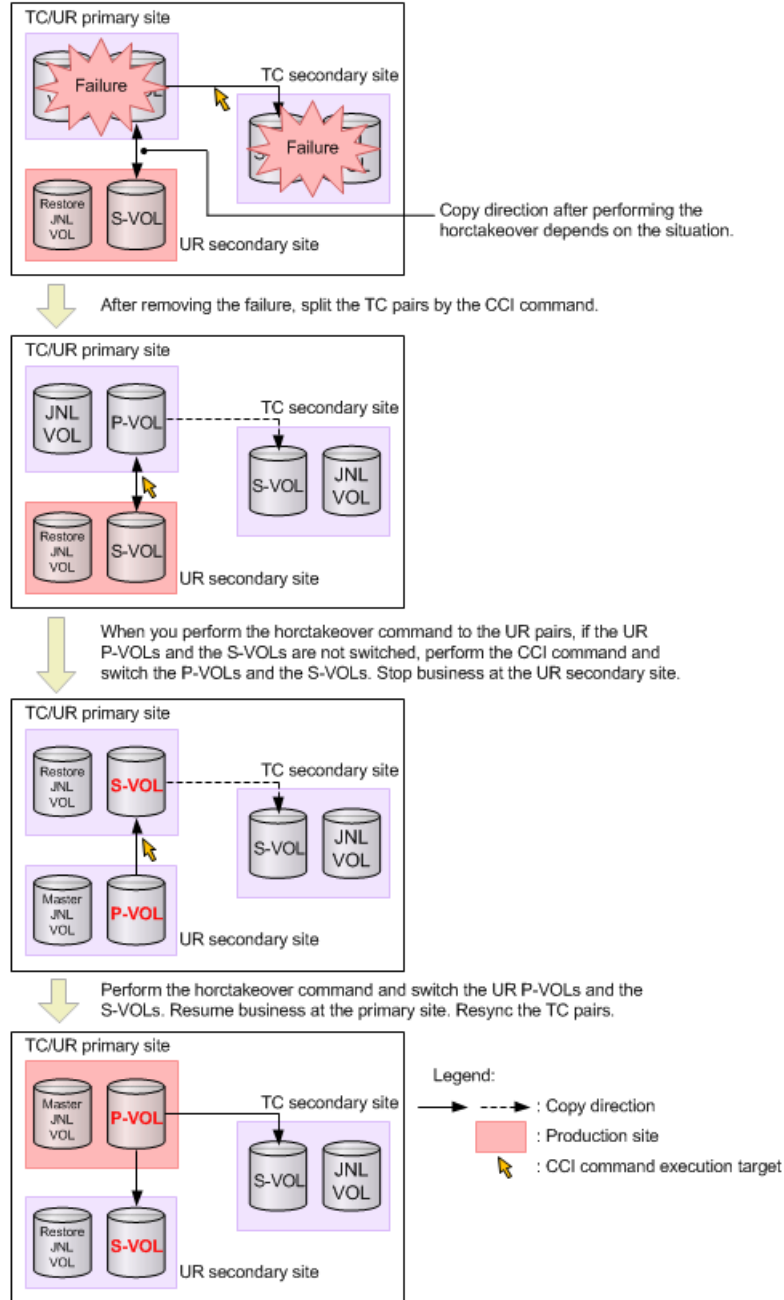 TC/UR primary site
Failure
TC secondary site
Failure
Restore
JNL
VOL
S-VOL
UR secondary site
Copy direction after performing the
horctakeover depends on the situation.
After removing the failure, split the TC pairs by the CCI command.
TC/UR primary site
JNL
VOL
P-VOL
TC secondary site
S-VOL
JNL
VOL
Restore
JNL
VOL
S-VOL
UR secondary site
When you perform the horctakeover command to the UR pairs, if the UR
P-VOLs and the S-VOLs are not switched, perform the CCI command and
switch the P-VOLs and the S-VOLs. Stop business at the UR secondary site.
TC/UR primary site
Restore
JNL
VOL
S-VOL
TC secondary site
S-VOL
JNL
VOL
Master
JNL
VOL
P-VOL
UR secondary site
Perform the horctakeover command and switch the UR P-VOLs and the
S-VOLs. Resume business at the primary site. Resync the TC pairs.
TC/UR primary site
Master
JNL
VOL
P-VOL
TC secondary site
S-VOL
JNL
VOL
Restore
JNL
VOL
S-VOL
UR secondary site
Legend:
: Copy direction
: Production site
: CCI command execution target